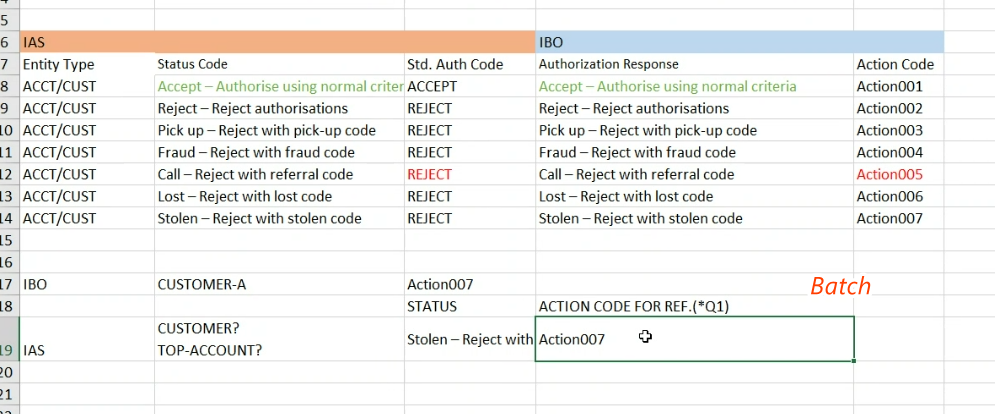 5
6 IAS IBO
7 Entity Type Status Code Std. Auth Code Authorization Response Action Code
8 ACCT/CUST Accept – Authorise using normal criter ACCEPT Accept – Authorise using normal criteria Action001
9 ACCT/CUST Reject – Reject authorisations REJECT Reject – Reject authorisations Action002
10 ACCT/CUST Pick up – Reject with pick-up code REJECT Pick up – Reject with pick-up code Action003
11 ACCT/CUST Fraud – Reject with fraud code REJECT Fraud – Reject with fraud code Action004
12 ACCT/CUST Call – Reject with referral code REJECT Call – Reject with referral code Action005
13 ACCT/CUST Lost – Reject with lost code REJECT Lost – Reject with lost code Action006
14 ACCT/CUST Stolen – Reject with stolen code REJECT Stolen – Reject with stolen code Action007
15
16
17 IBO CUSTOMER-A Action007
Batch
18 STATUS ACTION CODE FOR REF.(*Q1)
CUSTOMER?
19 IAS TOP-ACCOUNT? Stolen – Reject with Action007
20
21